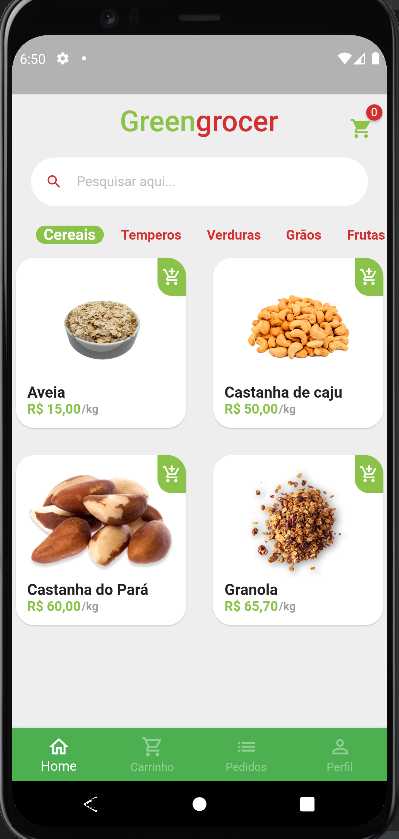 6:50
Greengrocer
0
Pesquisar aqui...
Cereais Temperos Verduras Grãos Frutas
Aveia
R$ 15,00/kg
Castanha de caju
R$ 50,00/kg
Castanha do Pará
R$ 60,00/kg
Granola
R$ 65,70/kg
Home Carrinho Pedidos Perfil